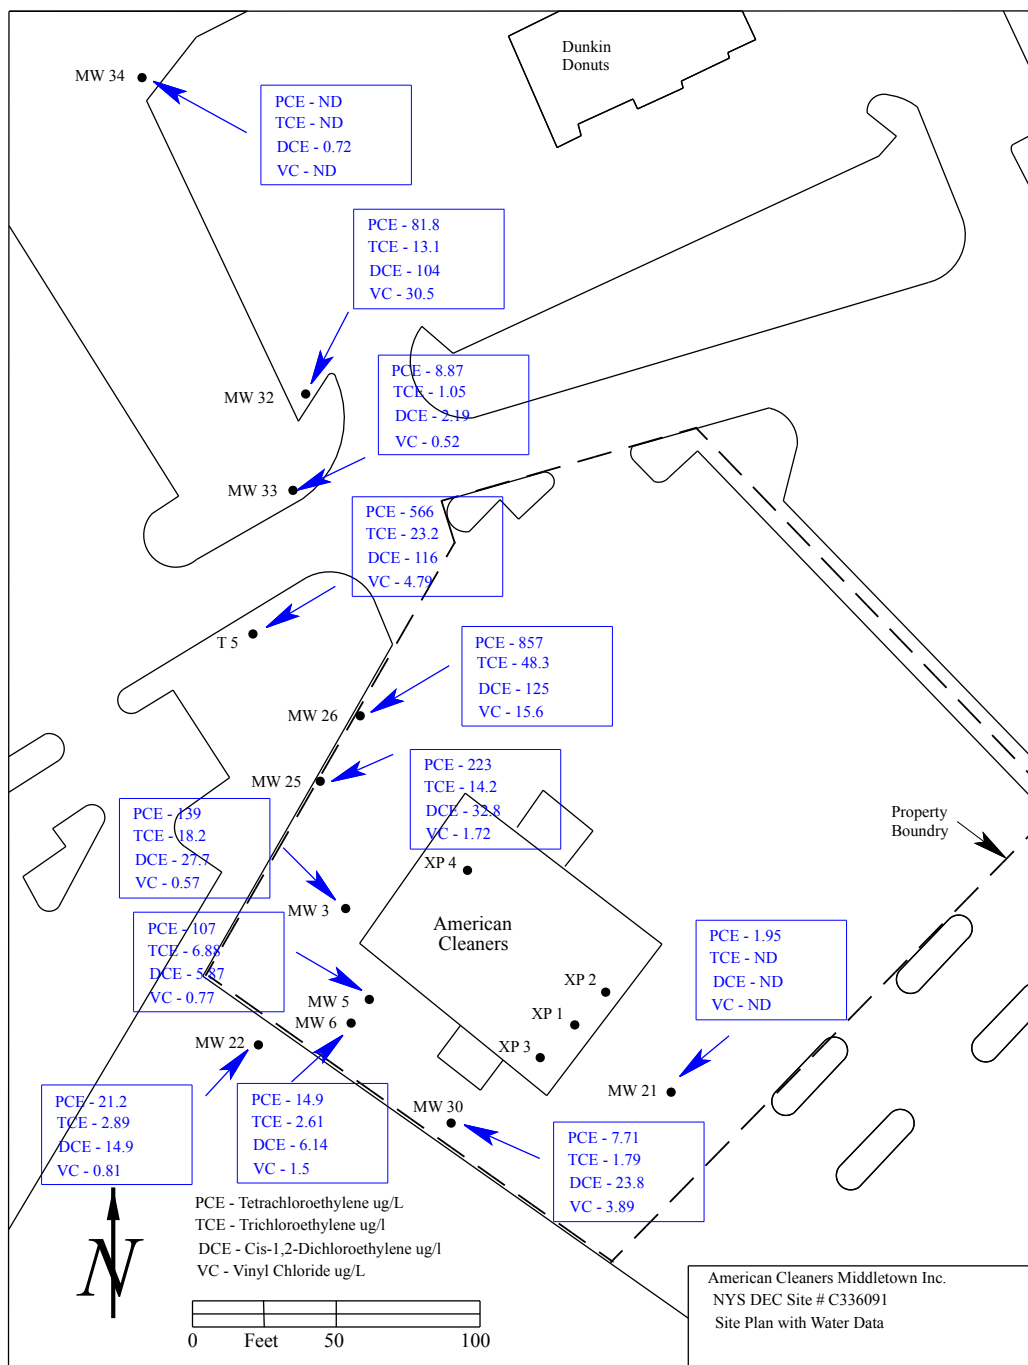 Dunkin
Donuts
MW 34
PCE - ND
TCE - ND
DCE - 0.72
VC - ND
PCE - 81.8
TCE - 13.1
DCE - 104
VC - 30.5
MW 32
PCE - 8.87
TCE - 1.05
DCE - 2.19
VC - 0.52
MW 33
PCE - 566
TCE - 23.2
DCE - 116
VC - 4.79
T 5
PCE - 857
TCE - 48.3
DCE - 125
VC - 15.6
MW 26
MW 25
PCE - 223
TCE - 14.2
DCE - 32.8
VC - 1.72
PCE - 139
TCE - 18.2
DCE - 27.7
VC - 0.57
Property
Boundry
XP 4
MW 3
American
Cleaners
PCE - 107
TCE - 6.88
DCE - 5.87
VC - 0.77
PCE - 1.95
TCE - ND
DCE - ND
VC - ND
XP 2
MW 5
MW 6
XP 1
MW 22
XP 3
MW 21
PCE - 21.2
TCE - 2.89
DCE - 14.9
VC - 0.81
PCE - 14.9
TCE - 2.61
DCE - 6.14
VC - 1.5
MW 30
PCE - 7.71
TCE - 1.79
DCE - 23.8
VC - 3.89
PCE - Tetrachloroethylene ug/L
TCE - Trichloroethylene ug/l
DCE - Cis-1,2-Dichloroethylene ug/l
VC - Vinyl Chloride ug/L
N
0 Feet 50 100
American Cleaners Middletown Inc.
NYS DEC Site # C336091
Site Plan with Water Data